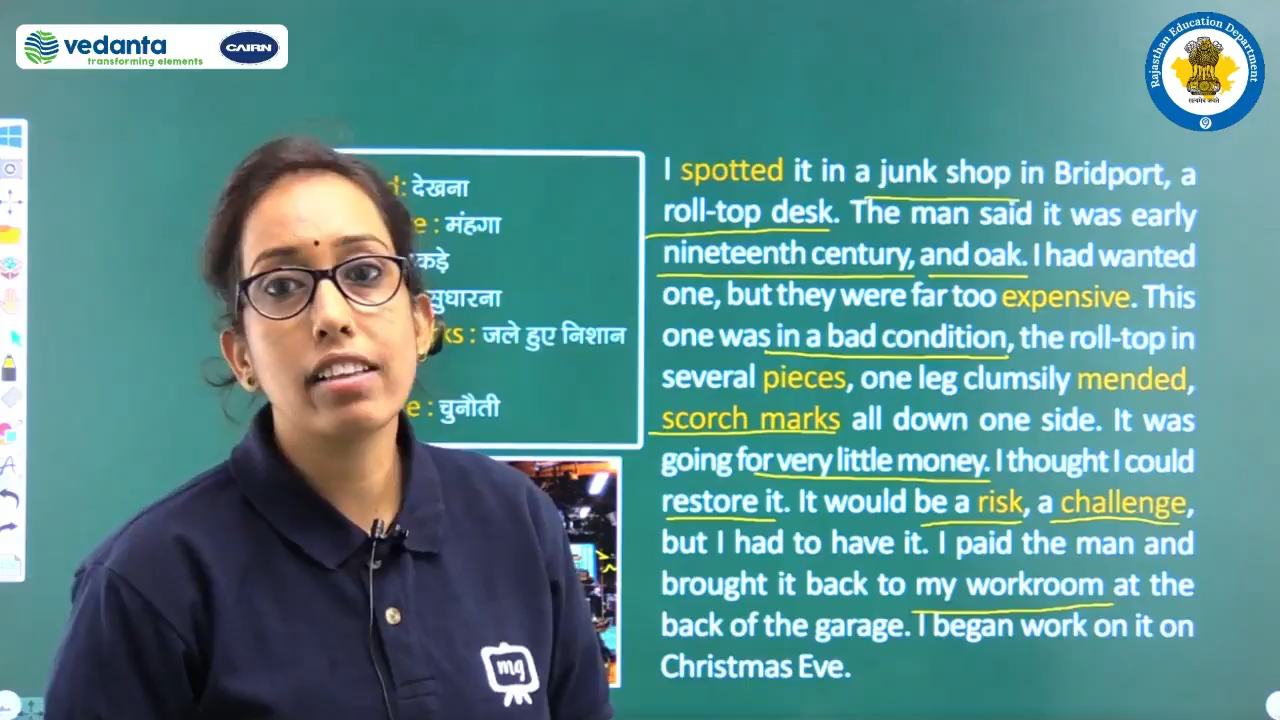 vedanta
transforming elements
CAIRN
Rajasthan Education Department
सत्यमेव जयते
d: देखना
e : मंहगा
कड़े
सुधारना
ks : जले हुए निशान
e : चुनौती
I spotted it in a junk shop in Bridport, a
roll-top desk. The man said it was early
nineteenth century, and oak. I had wanted
one, but they were far too expensive. This
one was in a bad condition, the roll-top in
several pieces, one leg clumsily mended,
scorch marks all down one side. It was
going for very little money. I thought I could
restore it. It would be a risk, a challenge,
but I had to have it. I paid the man and
brought it back to my workroom at the
back of the garage. I began work on it on
Christmas Eve.
mg